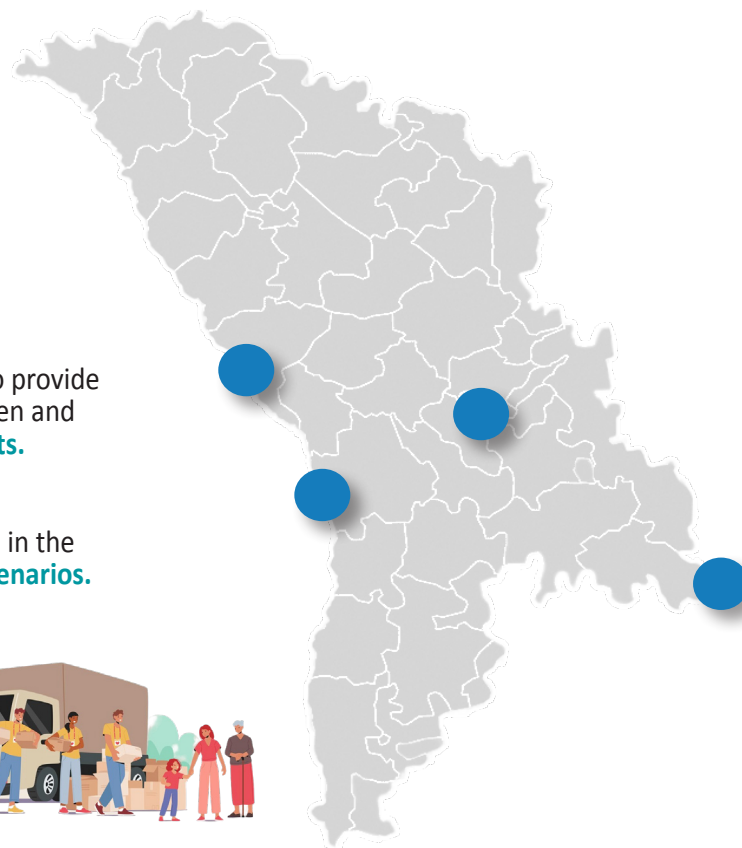 provide
en and
ts.
in the
enarios.